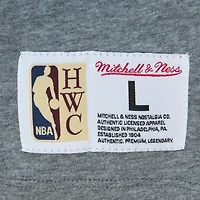 HWC
NBA
Mitchell & Ness
L
MITCHELL & NESS NOSTALGIA CO.
AUTHENTIC LICENSED APPAREL
DESIGNED IN PHILADELPHIA, PA
ESTABLISHED 1904
AUTHENTIC. PREMIUM. LEGENDARY.